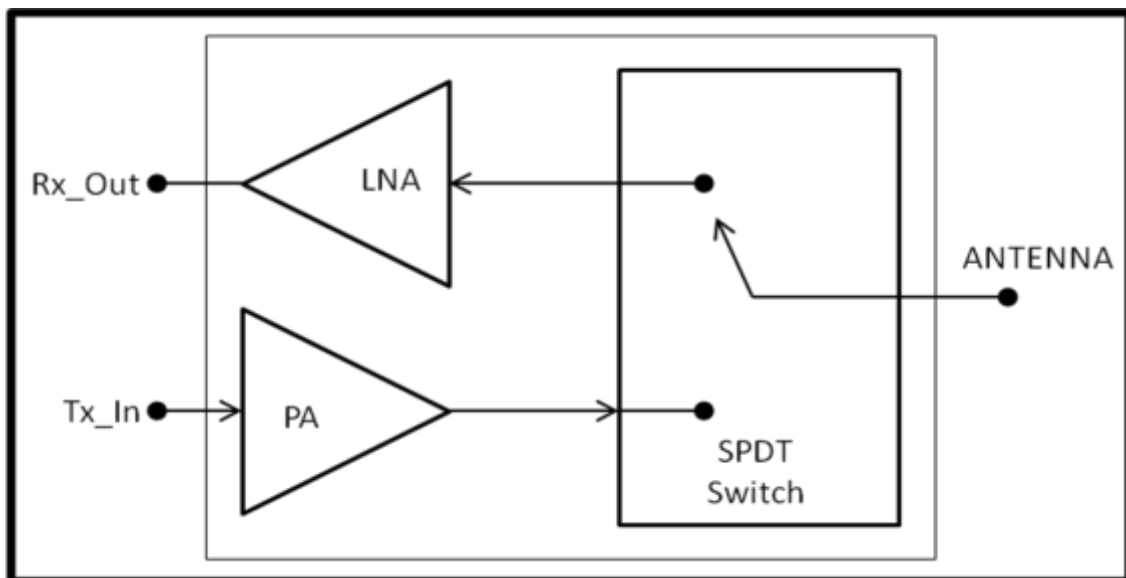 Rx_Out
LNA
ANTENNA
Tx_In
PA
SPDT
Switch